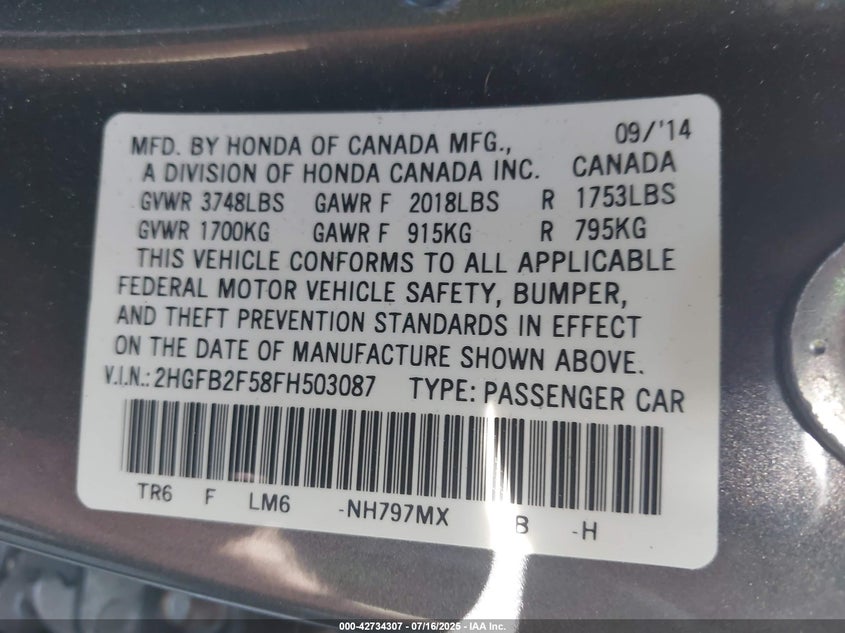 MFD. BY HONDA OF CANADA MFG., 09/'14
A DIVISION OF HONDA CANADA INC. CANADA
GVWR 3748LBS GAWR F 2018LBS R 1753LBS
GVWR 1700KG GAWR F 915KG R 795KG
THIS VEHICLE CONFORMS TO ALL APPLICABLE
FEDERAL MOTOR VEHICLE SAFETY, BUMPER,
AND THEFT PREVENTION STANDARDS IN EFFECT
ON THE DATE OF MANUFACTURE SHOWN ABOVE.
V.I.N.: 2HGFB2F58FH503087 TYPE: PASSENGER CAR
TR6 F LM6 -NH797MX B -H
000-42734307 - 07/16/2025 - IAA Inc.